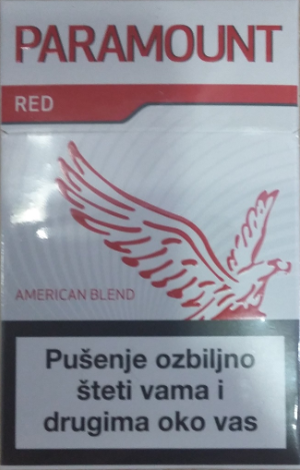 PARAMOUNT
RED
AMERICAN BLEND
Pušenje ozbiljno
šteti vama i
drugima oko vas